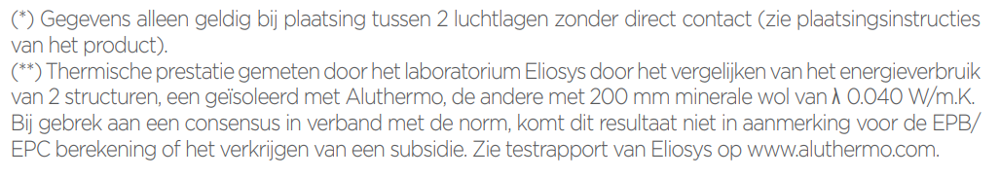 (*) Gegevens alleen geldig bij plaatsing tussen 2 luchtlagen zonder direct contact (zie plaatsingsinstructies
van het product).
(**) Thermische prestatie gemeten door het laboratorium Eliosys door het vergelijken van het energieverbruik
van 2 structuren, een geïsoleerd met Aluthermo, de andere met 200 mm minerale wol van λ 0.040 W/m.K.
Bij gebrek aan een consensus in verband met de norm, komt dit resultaat niet in aanmerking voor de EPB/
EPC berekening of het verkrijgen van een subsidie. Zie testrapport van Eliosys op www.aluthermo.com.